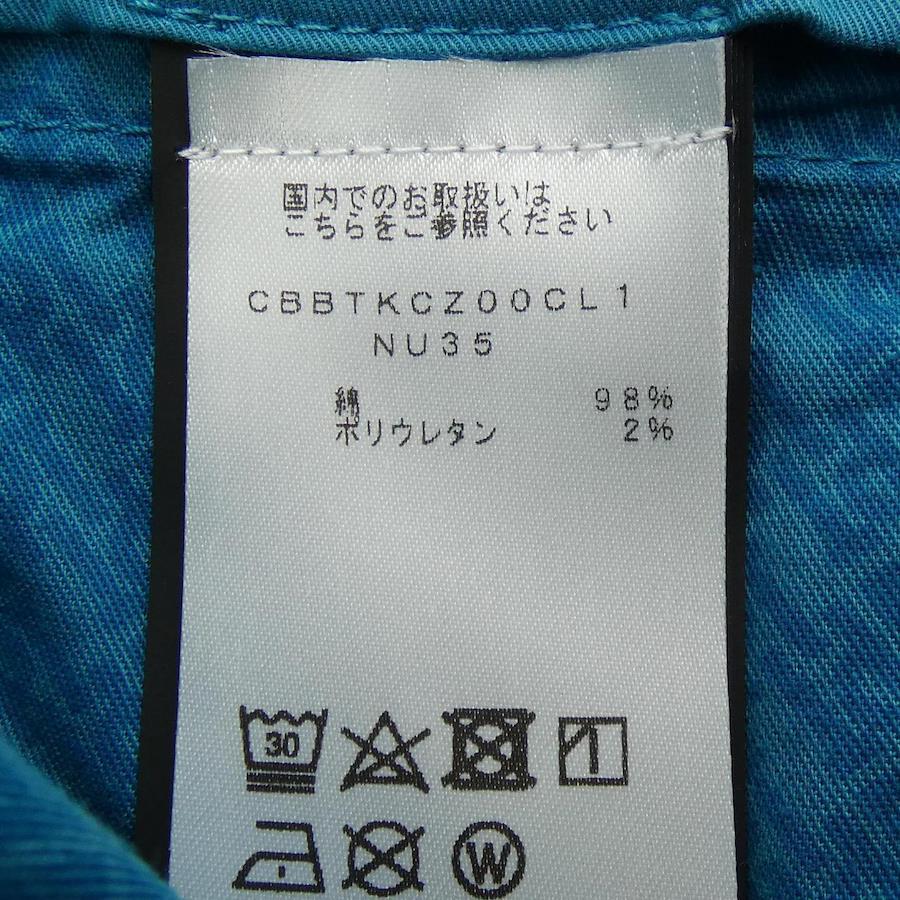 国内でのお取扱いは
こちらをご参照ください
CBBTKCZ00CL1
NU35
綿 98%
ポリウレタン 2%
30
W